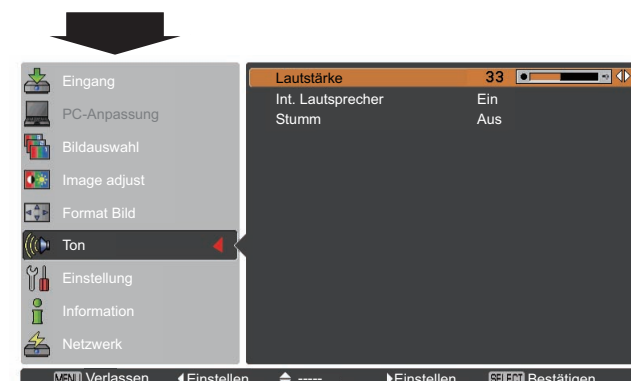 Eingang
PC-Anpassung
Bildauswahl
Image adjust
Format Bild
Ton
Einstellung
Information
Netzwerk
Lautstärke 33
Int. Lautsprecher Ein
Stumm Aus
MENU Verlassen Einstellen ----- Einstellen SELECT Bestätigen